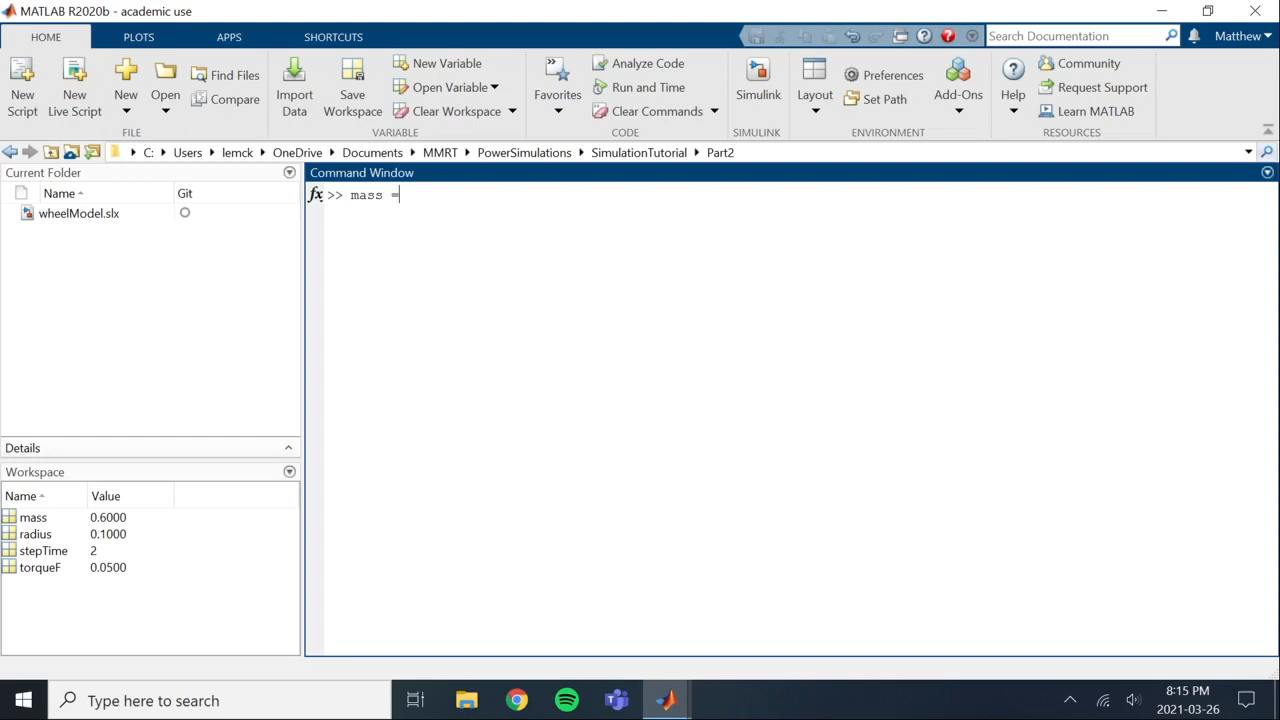 MATLAB R2020b - academic use
HOME PLOTS APPS SHORTCUTS Search Documentation Matthew
New Script
New Live Script
New
Open
Find Files
Compare
FILE
Import Data
Save Workspace
New Variable
Open Variable
Clear Workspace
VARIABLE
Favorites
Analyze Code
Run and Time
Clear Commands
CODE
Simulink
SIMULINK
Layout
Preferences
Set Path
Add-Ons
ENVIRONMENT
Help
Community
Request Support
Learn MATLAB
RESOURCES
C: Users lemck OneDrive Documents MMRT PowerSimulations SimulationTutorial Part2
Current Folder
Name Git
wheelModel.slx
Details
Workspace
Name Value
mass 0.6000
radius 0.1000
stepTime 2
torqueF 0.0500
Command Window
fx >> mass =
Type here to search
8:15 PM
2021-03-26